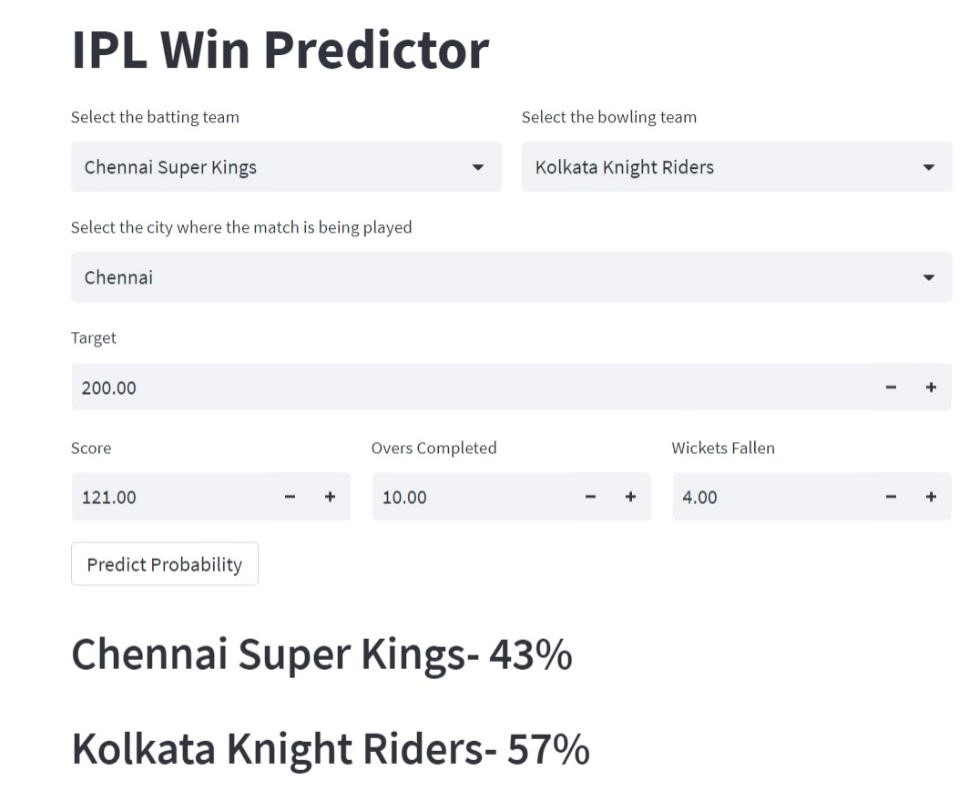 IPL Win Predictor
Select the batting team
Select the bowling team
Chennai Super Kings
Kolkata Knight Riders
Select the city where the match is being played
Chennai
Target
200.00 − +
Score
Overs Completed
Wickets Fallen
121.00 − +
10.00 − +
4.00 − +
Predict Probability
Chennai Super Kings- 43%
Kolkata Knight Riders- 57%